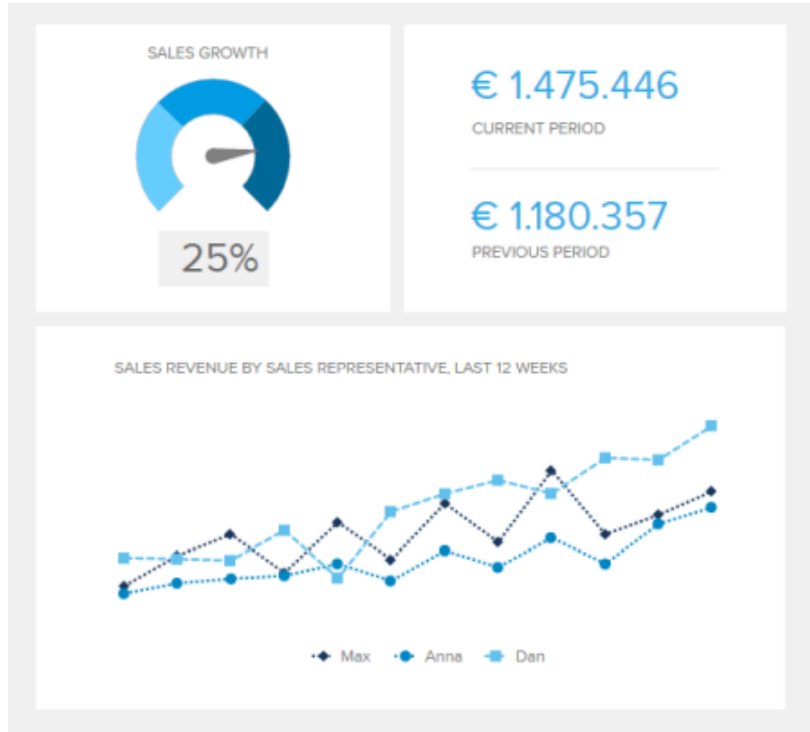 SALES GROWTH
25%
€ 1.475.446
CURRENT PERIOD
€ 1.180.357
PREVIOUS PERIOD
SALES REVENUE BY SALES REPRESENTATIVE, LAST 12 WEEKS
Max Anna Dan